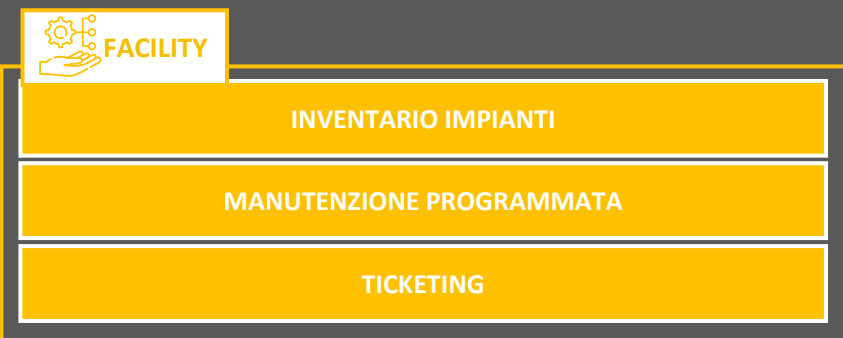 FACILITY
INVENTARIO IMPIANTI
MANUTENZIONE PROGRAMMATA
TICKETING